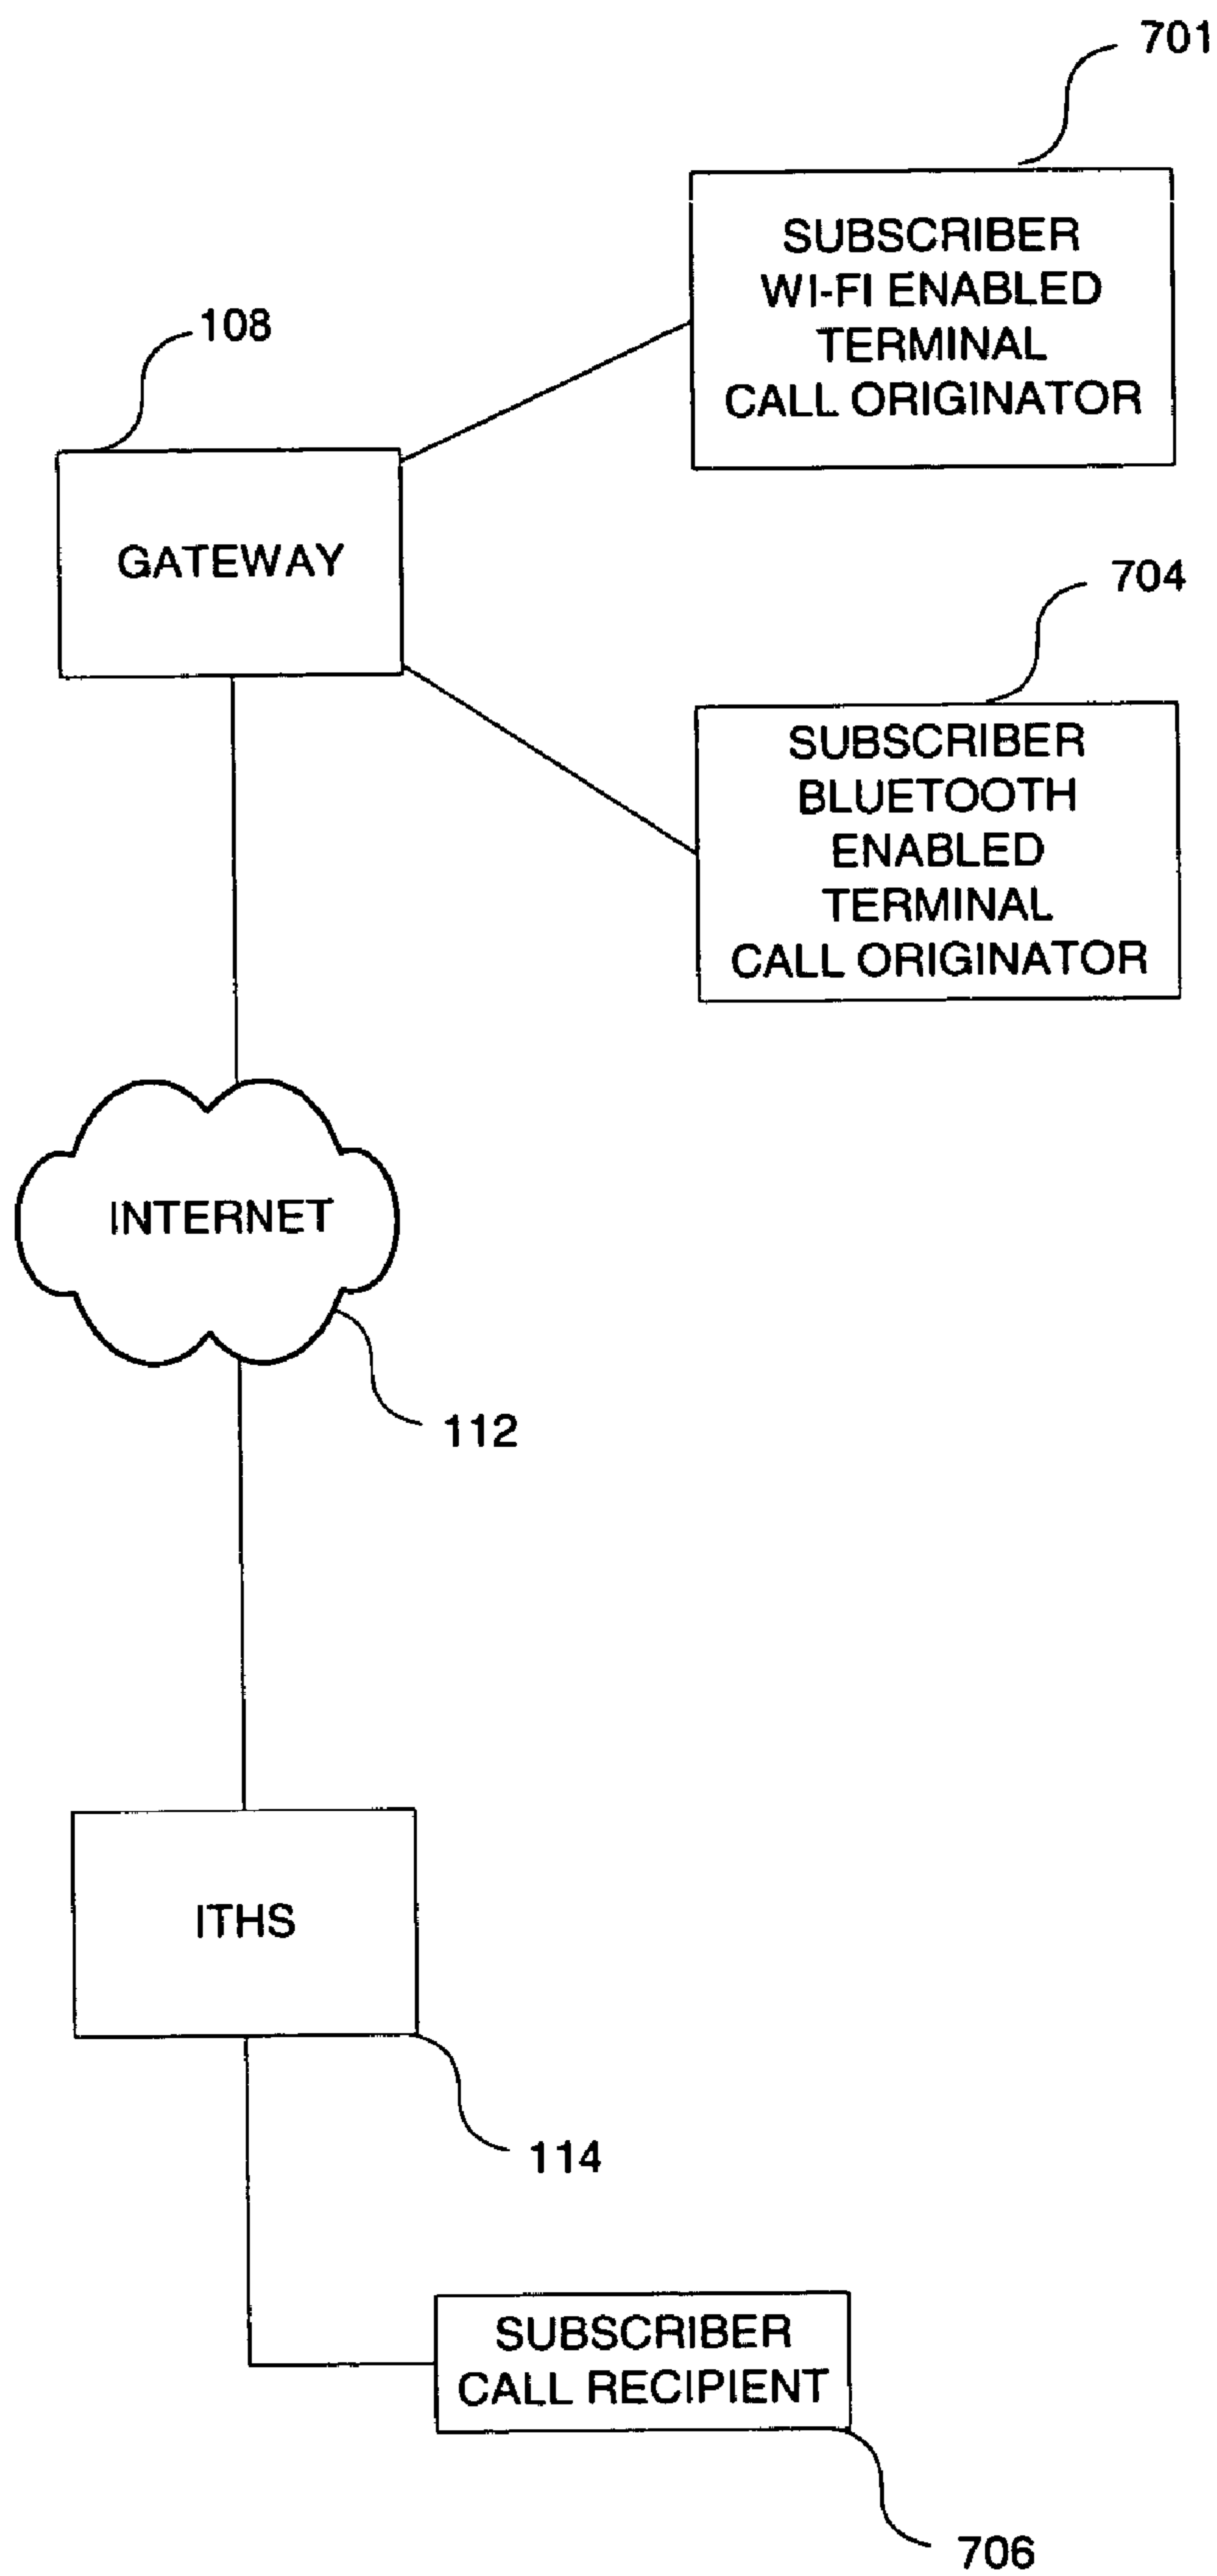 701
SUBSCRIBER
WI-FI ENABLED
TERMINAL
CALL ORIGINATOR
108
GATEWAY
704
SUBSCRIBER
BLUETOOTH
ENABLED
TERMINAL
CALL ORIGINATOR
INTERNET
112
ITHS
114
SUBSCRIBER
CALL RECIPIENT
706